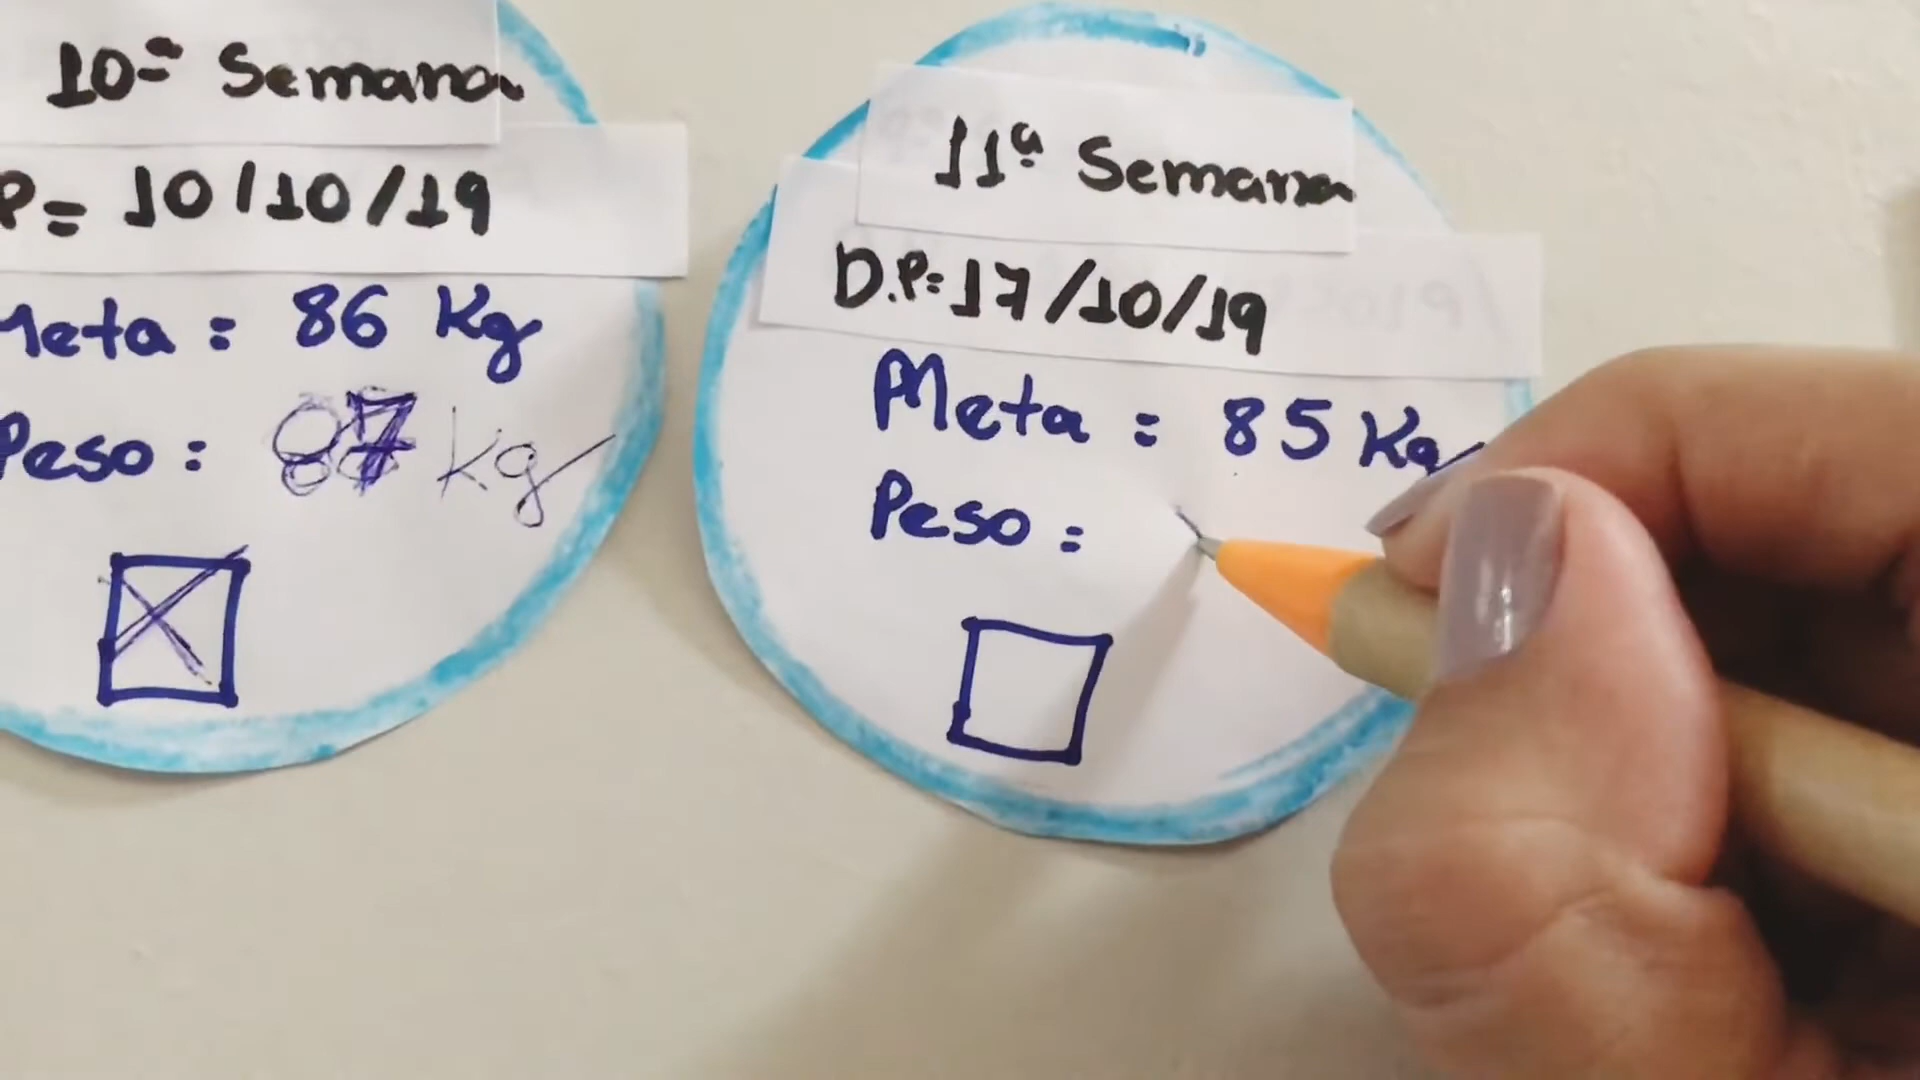 10ª Semana
P= 10/10/19
Meta: 86 Kg
Peso: 87 kg
11ª Semana
D.P= 17/10/19
Meta: 85 Kg
Peso: